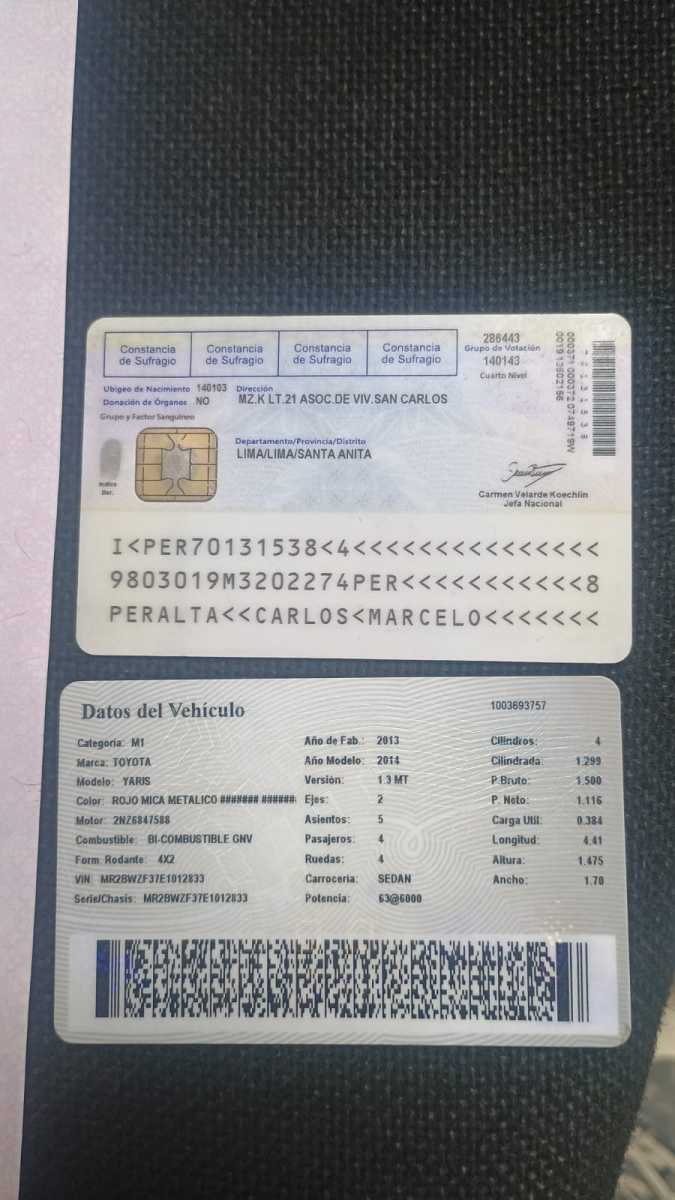 Constancia de Sufragio
Constancia de Sufragio
Constancia de Sufragio
Constancia de Sufragio
286443
Grupo de Votación
140143
Cuarto Nivel
Ubigeo de Nacimiento 140103
Donación de Órganos NO
Grupo y Factor Sanguíneo
Dirección
MZ.K LT.21 ASOC.DE VIV.SAN CARLOS
Departamento/Provincia/Distrito
LIMA/LIMA/SANTA ANITA
Índice
Der.
Carmen Velarde Koechlin
Jefa Nacional
I<PER70131538<4<<<<<<<<<<<<<<<
9803019M3202274PER<<<<<<<<<<<8
PERALTA<<CARLOS<MARCELO<<<<<<<
Datos del Vehículo
1003693757
Categoría: M1
Marca: TOYOTA
Modelo: YARIS
Color: ROJO MICA METALICO ####### ######
Motor: 2NZ6847588
Combustible: BI-COMBUSTIBLE GNV
Form. Rodante: 4X2
VIN: MR2BWZF37E1012833
Serie/Chasis: MR2BWZF37E1012833
Año de Fab.: 2013
Año Modelo: 2014
Versión: 1.3 MT
Ejes: 2
Asientos: 5
Pasajeros: 4
Ruedas: 4
Carrocería: SEDAN
Potencia: 63@6000
Cilindros: 4
Cilindrada: 1.299
P.Bruto: 1.500
P. Neto: 1.116
Carga Util: 0.384
Longitud: 4.41
Altura: 1.475
Ancho: 1.70